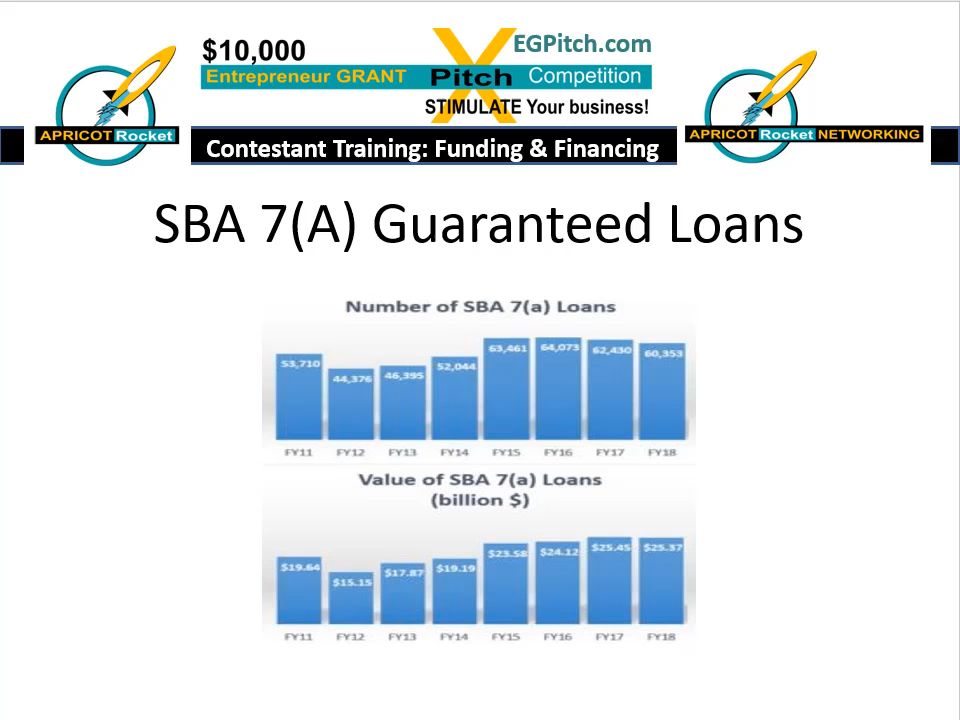 $10,000
EGPitch.com
Entrepreneur GRANT Pitch Competition
STIMULATE Your business!
APRICOT Rocket
APRICOT Rocket NETWORKING
Contestant Training: Funding & Financing
SBA 7(A) Guaranteed Loans
Number of SBA 7(a) Loans
53,710 44,376 46,395 52,044 63,461 64,073 62,430 60,353
FY11 FY12 FY13 FY14 FY15 FY16 FY17 FY18
Value of SBA 7(a) Loans
(billion $)
$19.64 $15.15 $17.87 $19.19 $23.58 $24.12 $25.45 $25.37
FY11 FY12 FY13 FY14 FY15 FY16 FY17 FY18